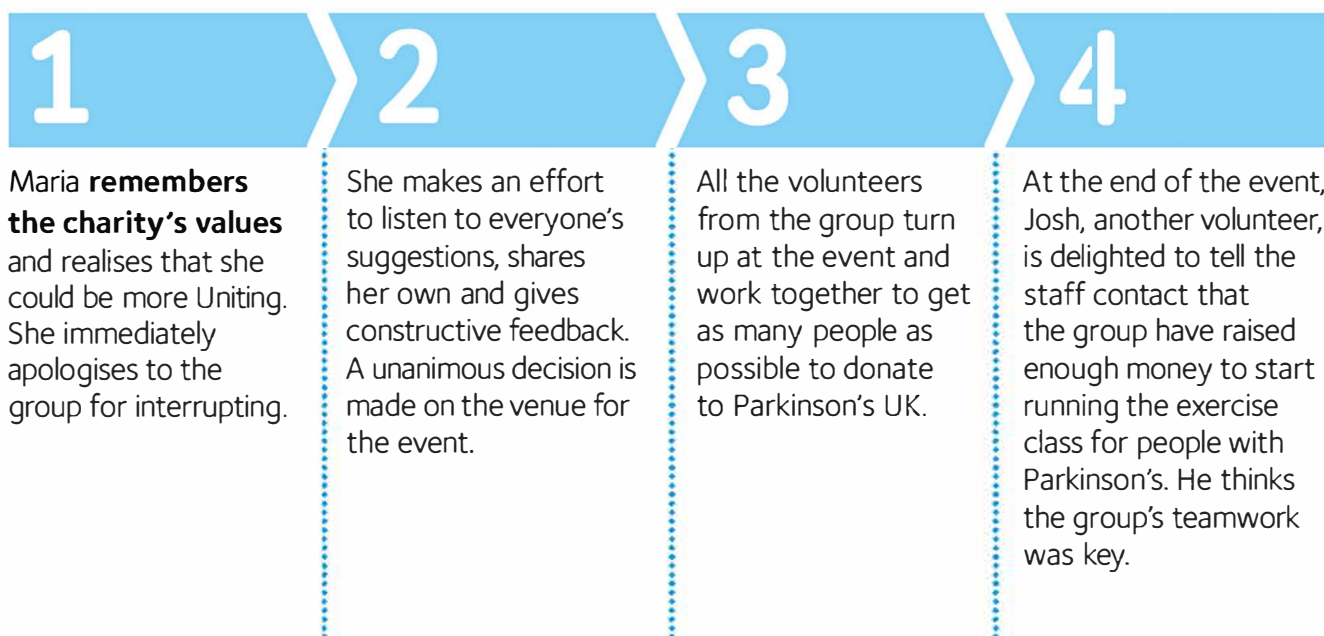 1
Maria remembers
the charity's values
and realises that she
could be more Uniting.
She immediately
apologises to the
group for interrupting.
2
She makes an effort
to listen to everyone's
suggestions, shares
her own and gives
constructive feedback.
A unanimous decision is
made on the venue for
the event.
3
All the volunteers
from the group turn
up at the event and
work together to get
as many people as
possible to donate
to Parkinson's UK.
4
At the end of the event,
Josh, another volunteer,
is delighted to tell the
staff contact that
the group have raised
enough money to start
running the exercise
class for people with
Parkinson's. He thinks
the group's teamwork
was key.